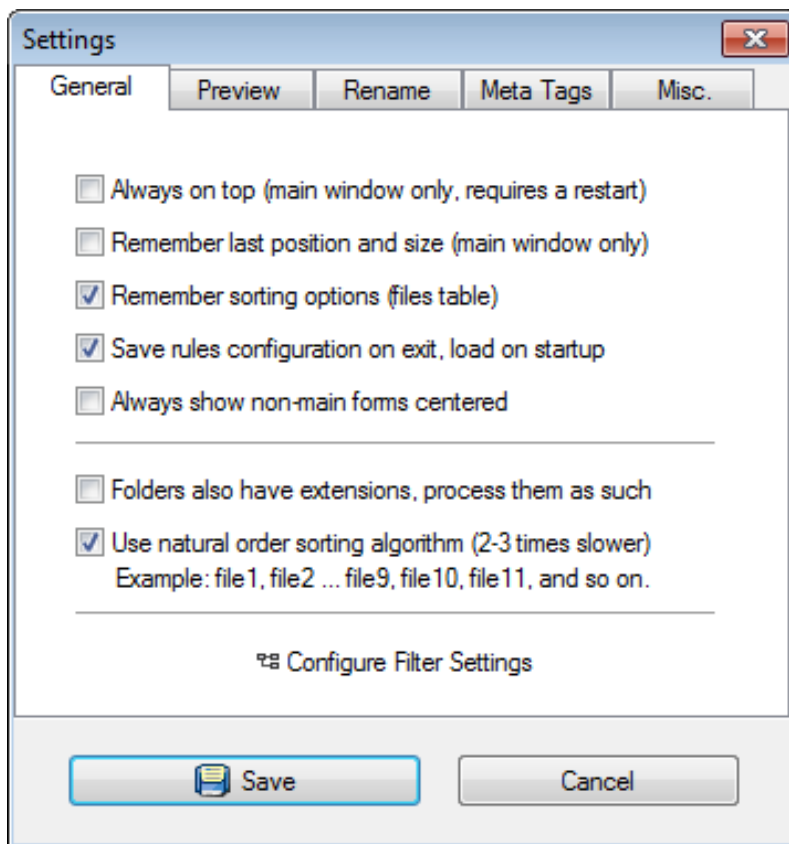 Settings
General
Preview
Rename
Meta Tags
Misc.
Always on top (main window only, requires a restart)
Remember last position and size (main window only)
Remember sorting options (files table)
Save rules configuration on exit, load on startup
Always show non-main forms centered
Folders also have extensions, process them as such
Use natural order sorting algorithm (2-3 times slower)
Example: file1, file2 ... file9, file10, file11, and so on.
Configure Filter Settings
Save
Cancel